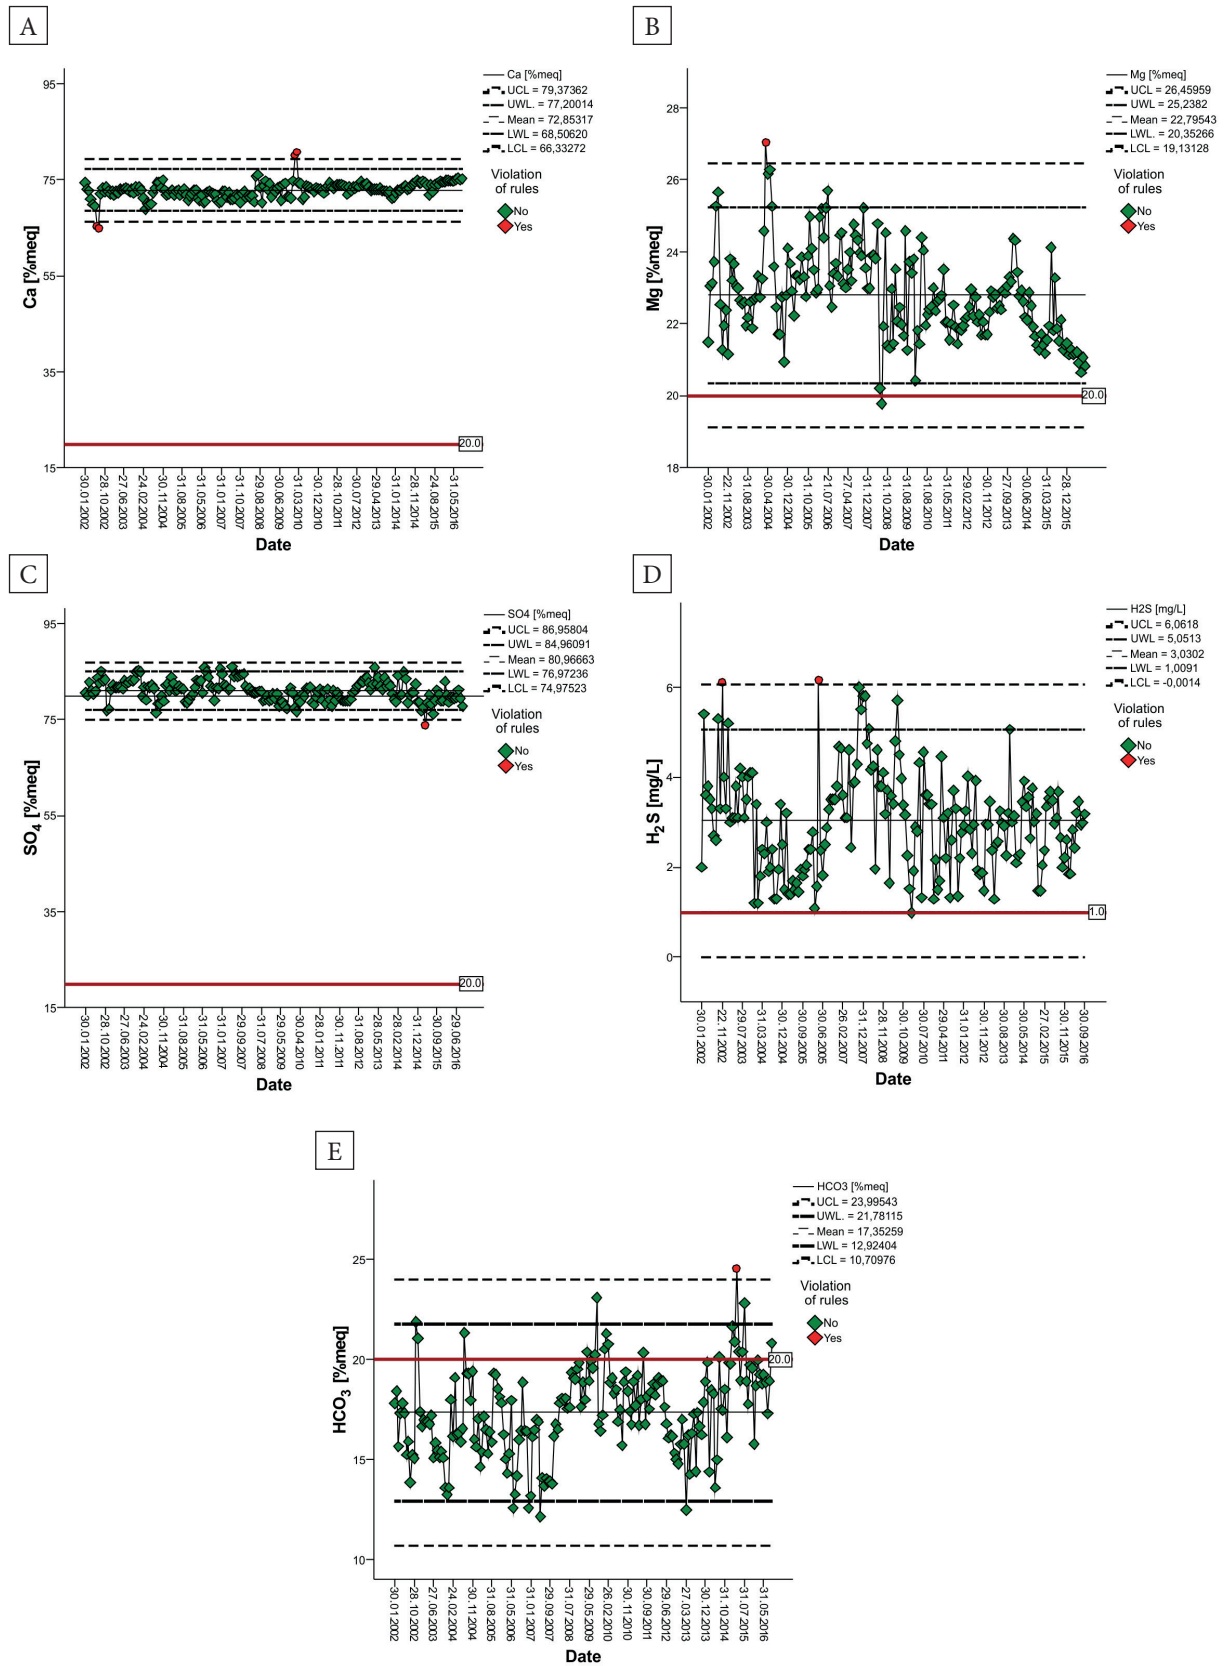 A
95
75
55
35
15
Ca [%meq]
Ca [%meq]
UCL = 79,37362
UWL. = 77,20014
Mean = 72,85317
LWL = 68,50620
LCL = 66,33272
Violation
of rules
No
Yes
20.0
30.01.2002
28.10.2002
27.06.2003
24.02.2004
30.11.2004
31.08.2005
31.05.2006
31.01.2007
31.10.2007
29.08.2008
29.06.2009
31.03.2010
30.12.2010
28.10.2011
30.07.2012
29.04.2013
31.01.2014
28.11.2014
24.08.2015
31.05.2016
Date
B
28
26
24
22
20
18
Mg [%meq]
Mg [%meq]
UCL = 26,45959
UWL = 25,2382
Mean = 22,79543
LWL. = 20,35266
LCL = 19,13128
Violation
of rules
No
Yes
20.0
30.01.2002
22.11.2002
31.08.2003
30.04.2004
30.12.2004
31.10.2005
21.07.2006
27.04.2007
31.12.2007
31.10.2008
31.08.2009
31.08.2010
31.05.2011
29.02.2012
30.11.2012
27.09.2013
30.06.2014
31.03.2015
28.12.2015
Date
C
95
75
55
35
15
SO4 [%meq]
SO4 [%meq]
UCL = 86,95804
UWL = 84,96091
Mean = 80,96663
LWL = 76,97236
LCL = 74,97523
Violation
of rules
No
Yes
20.0
30.01.2002
28.10.2002
27.06.2003
24.02.2004
30.11.2004
31.08.2005
31.05.2006
31.01.2007
29.09.2007
31.07.2008
29.05.2009
30.04.2010
28.01.2011
30.11.2011
31.08.2012
28.05.2013
28.02.2014
30.12.2014
30.09.2015
29.06.2016
Date
D
6
4
2
0
H2S [mg/L]
H2S [mg/L]
UCL = 6,0618
UWL = 5,0513
Mean = 3,0302
LWL = 1,0091
LCL = -0,0014
Violation
of rules
No
Yes
1.0
30.01.2002
22.11.2002
29.07.2003
31.03.2004
30.12.2004
30.09.2005
30.06.2006
26.02.2007
31.12.2007
28.11.2008
30.10.2009
30.07.2010
29.04.2011
31.01.2012
30.11.2012
30.08.2013
30.05.2014
27.02.2015
30.11.2015
30.09.2016
Date
E
25
20
15
10
HCO3 [%meq]
HCO3 [%meq]
UCL = 23,99543
UWL. = 21,78115
Mean = 17,35259
LWL = 12,92404
LCL = 10,70976
Violation
of rules
No
Yes
20.0
30.01.2002
28.10.2002
27.06.2003
24.02.2004
30.11.2004
31.08.2005
31.05.2006
31.01.2007
29.09.2007
31.07.2008
29.05.2009
26.02.2010
30.11.2010
30.09.2011
29.06.2012
27.03.2013
30.12.2013
31.10.2014
31.07.2015
31.05.2016
Date